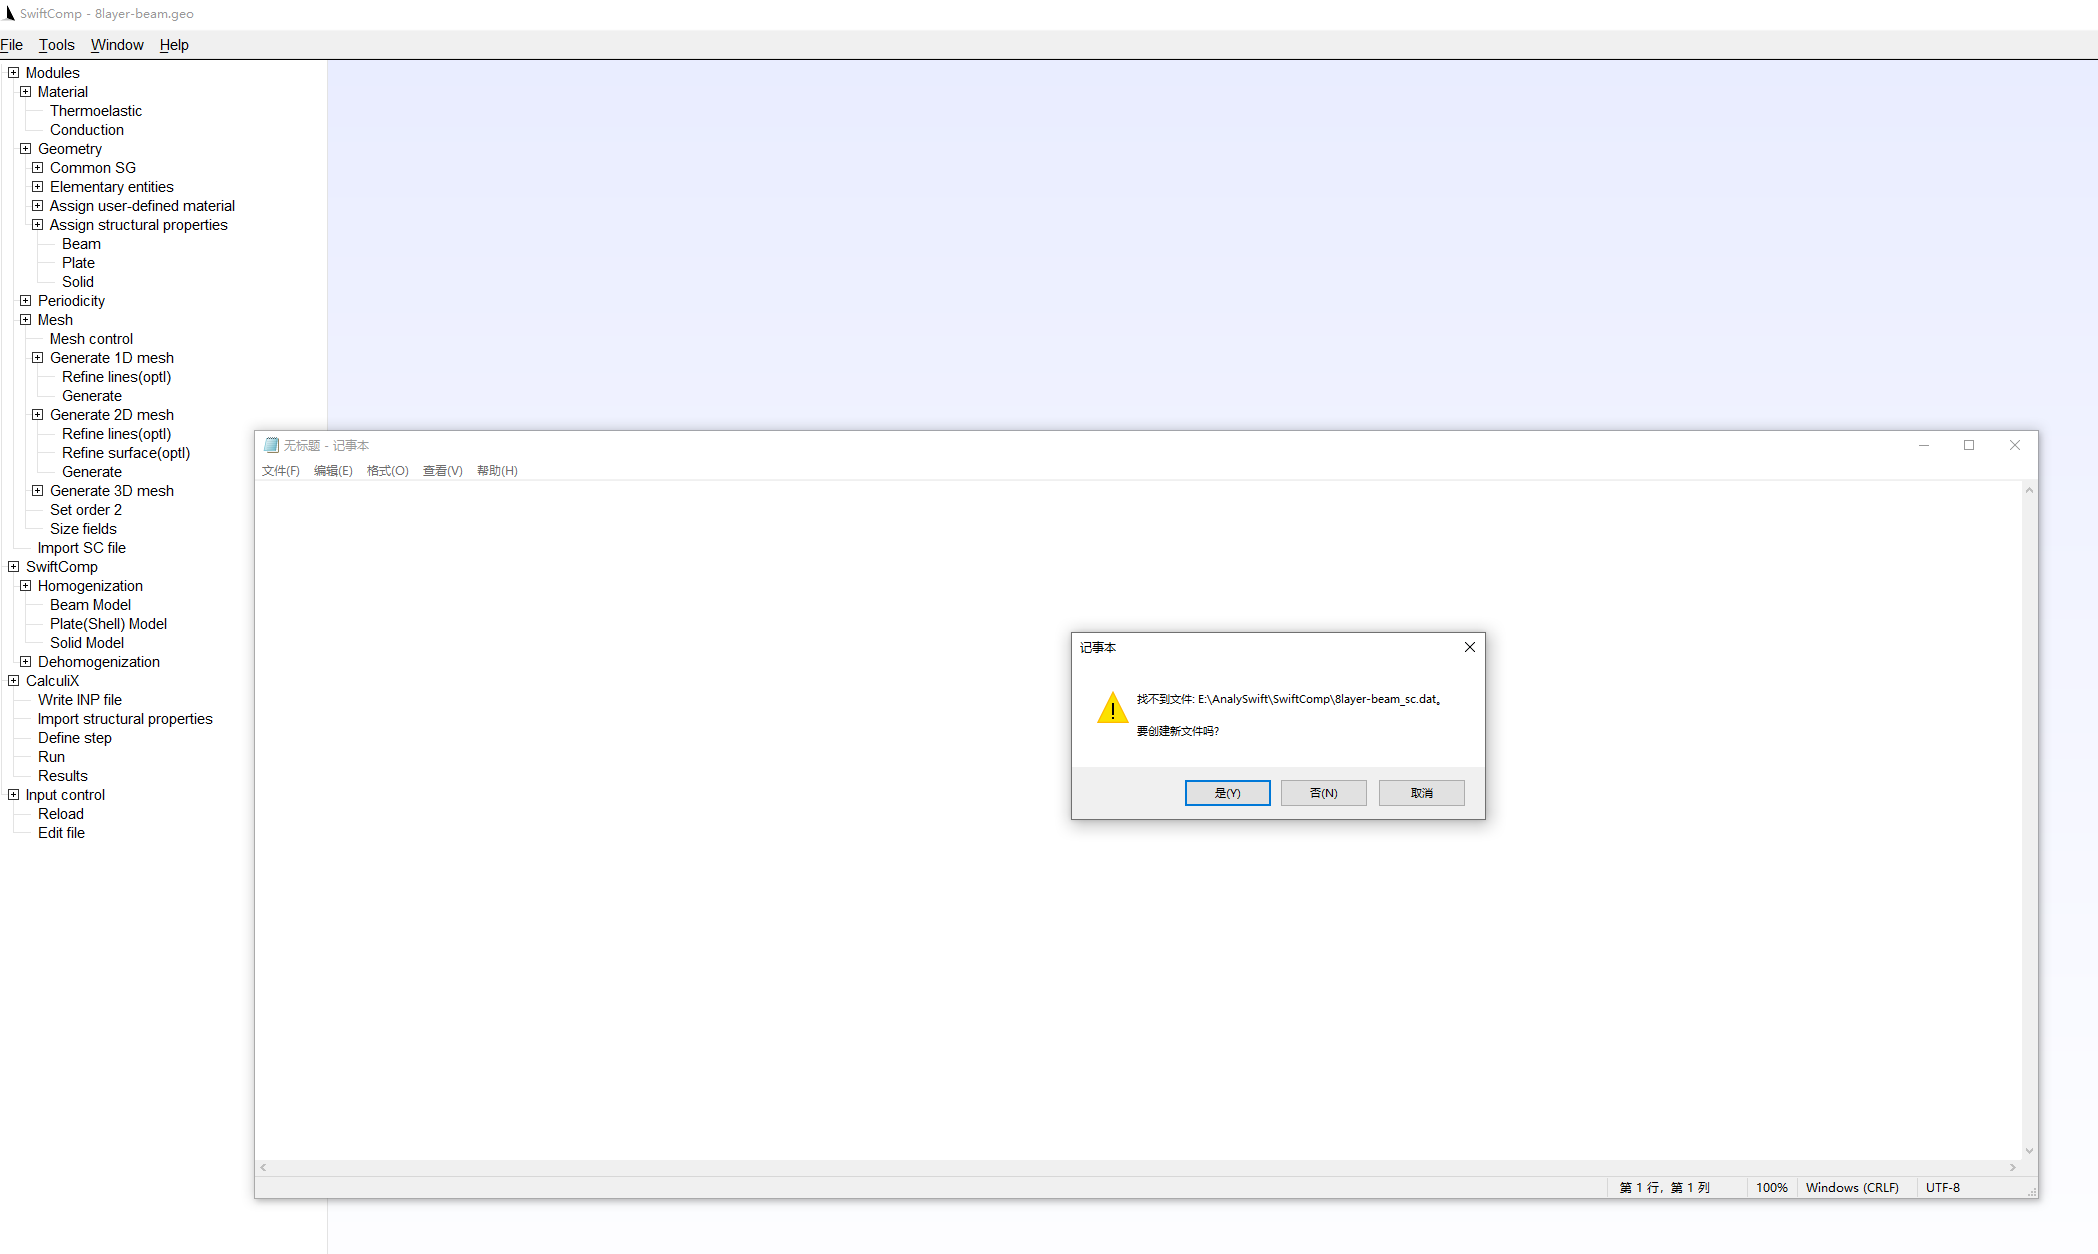 SwiftComp - 8layer-beam.geo
File Tools Window Help
Modules
Material
Thermoelastic
Conduction
Geometry
Common SG
Elementary entities
Assign user-defined material
Assign structural properties
Beam
Plate
Solid
Periodicity
Mesh
Mesh control
Generate 1D mesh
Refine lines(optl)
Generate
Generate 2D mesh
Refine lines(optl)
Refine surface(optl)
Generate
Generate 3D mesh
Set order 2
Size fields
Import SC file
SwiftComp
Homogenization
Beam Model
Plate(Shell) Model
Solid Model
Dehomogenization
CalculiX
Write INP file
Import structural properties
Define step
Run
Results
Input control
Reload
Edit file
无标题 - 记事本
文件(F) 编辑(E) 格式(O) 查看(V) 帮助(H)
记事本
找不到文件: E:\AnalySwift\SwiftComp\8layer-beam_sc.dat。
要创建新文件吗?
是(Y) 否(N) 取消
第 1 行，第 1 列 100% Windows (CRLF) UTF-8